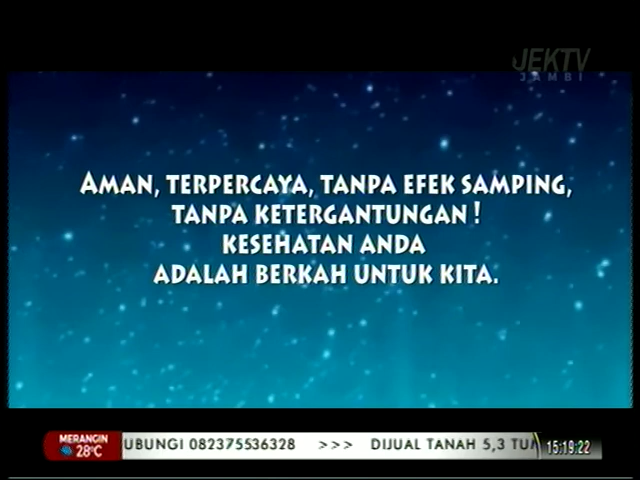 JEKTV
JAMBI
AMAN, TERPERCAYA, TANPA EFEK SAMPING,
TANPA KETERGANTUNGAN !
KESEHATAN ANDA
ADALAH BERKAH UNTUK KITA.
MERANGIN
28°C
UBUNGI 082375536328 >>> DIJUAL TANAH 5,3 TUM
15:19:22